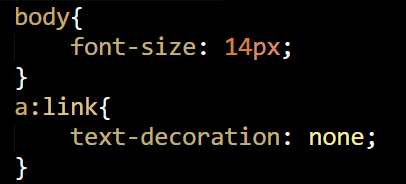 body{
    font-size: 14px;
}
a:link{
    text-decoration: none;
}